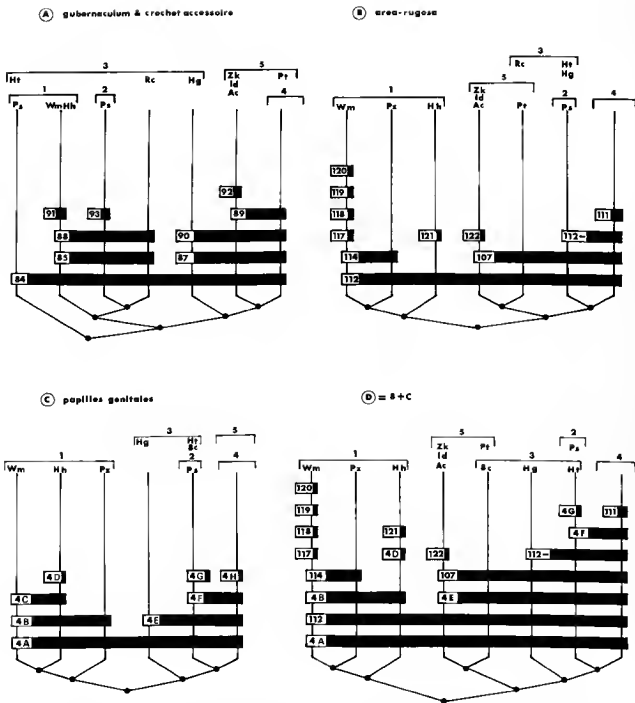 A gubernaculum & crochet accessoire
3 5
Ht Rc Hg Zk Pt
Id
Ac
1 2 4
Ps Wm Hh Ps
92
91 93 89
88 90
85 87
84
B area-rugosa
3
Rc Ht
Hg
1 5 2 4
Wm Px Hh Zk Pt Ps
Id
Ac
120
119
118 111
117 121 122 112–
114 107
112
C papilles genitales
3 5
Hg Ht
Bc
1 2 4
Wm Hh Px Ps
4D 4G 4H
4C 4F
4B 4E
4A
D = B+C
5 2
Zk Pt Ps
Id
1 3 4
Wm Px Hh Ac Bc Hg Ht
120
119 4G 111
118 121 4F
117 4D 122 112–
114 107
4B 4E
112
4A